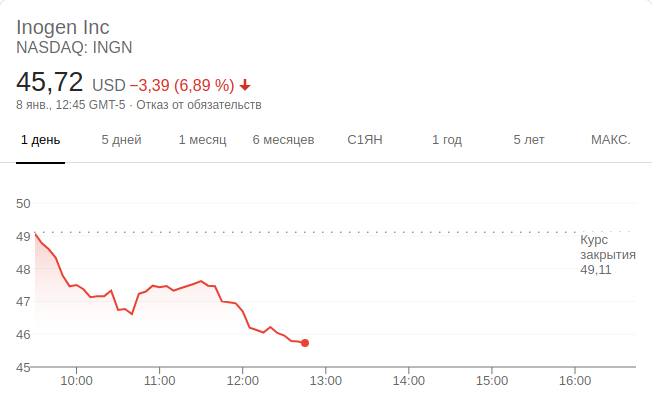 Inogen Inc
NASDAQ: INGN
45,72 USD −3,39 (6,89 %)
8 янв., 12:45 GMT-5 · Отказ от обязательств
1 день 5 дней 1 месяц 6 месяцев С1ЯН 1 год 5 лет МАКС.
50
49
Курс
закрытия
49,11
48
47
46
45
10:00 11:00 12:00 13:00 14:00 15:00 16:00